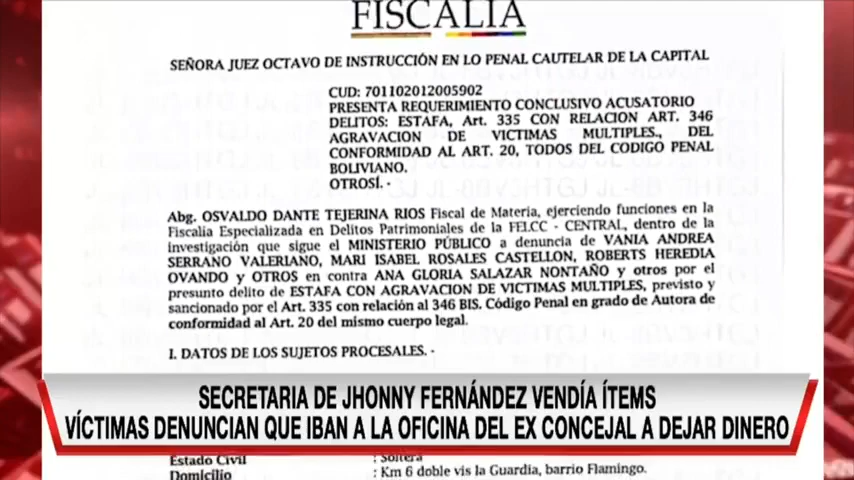 FISCALÍA
SEÑORA JUEZ OCTAVO DE INSTRUCCIÓN EN LO PENAL CAUTELAR DE LA CAPITAL
CUD: 701102012005902
PRESENTA REQUERIMIENTO CONCLUSIVO ACUSATORIO
DELITOS: ESTAFA, Art. 335 CON RELACION ART. 346
AGRAVACION DE VICTIMAS MULTIPLES., DEL
CONFORMIDAD AL ART. 20, TODOS DEL CODIGO PENAL
BOLIVIANO.
OTROSÍ. -
Abg. OSVALDO DANTE TEJERINA RIOS Fiscal de Materia, ejerciendo funciones en la
Fiscalia Especializada en Delitos Patrimoniales de la FELCC - CENTRAL, dentro de la
investigación que sigue el MINISTERIO PÚBLICO a denuncia de VANIA ANDREA
SERRANO VALERIANO, MARI ISABEL ROSALES CASTELLON, ROBERTS HEREDIA
OVANDO y OTROS en contra ANA GLORIA SALAZAR NONTAÑO y otros por el
presunto delito de ESTAFA CON AGRAVACION DE VICTIMAS MULTIPLES, previsto y
sancionado por el Art. 335 con relación al 346 BIS. Código Penal en grado de Autora de
conformidad al Art. 20 del mismo cuerpo legal.
I. DATOS DE LOS SUJETOS PROCESALES. -
SECRETARIA DE JHONNY FERNÁNDEZ VENDÍA ÍTEMS
VÍCTIMAS DENUNCIAN QUE IBAN A LA OFICINA DEL EX CONCEJAL A DEJAR DINERO
Estado Civil : Soltera
Domicilio : Km 6 doble vis la Guardia, barrio Flamingo.